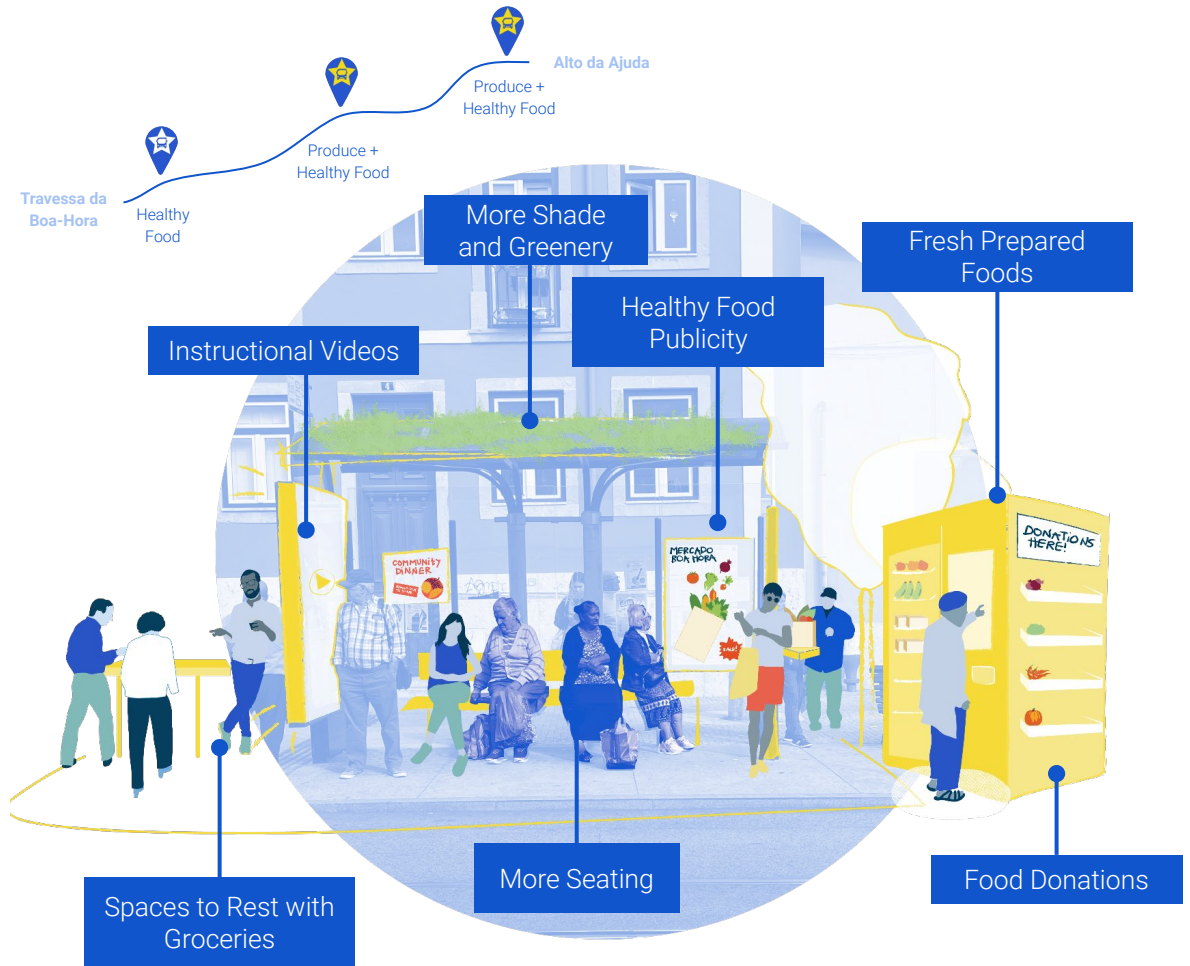 Alto da Ajuda
Produce +
Healthy Food
Produce +
Healthy Food
Travessa da
Boa-Hora
Healthy
Food
More Shade
and Greenery
Fresh Prepared
Foods
Healthy Food
Publicity
Instructional Videos
4
DONATIONS
HERE!
MERCADO
BOA HORA
COMMUNITY
DINNER
SALE!
More Seating
Food Donations
Spaces to Rest with
Groceries